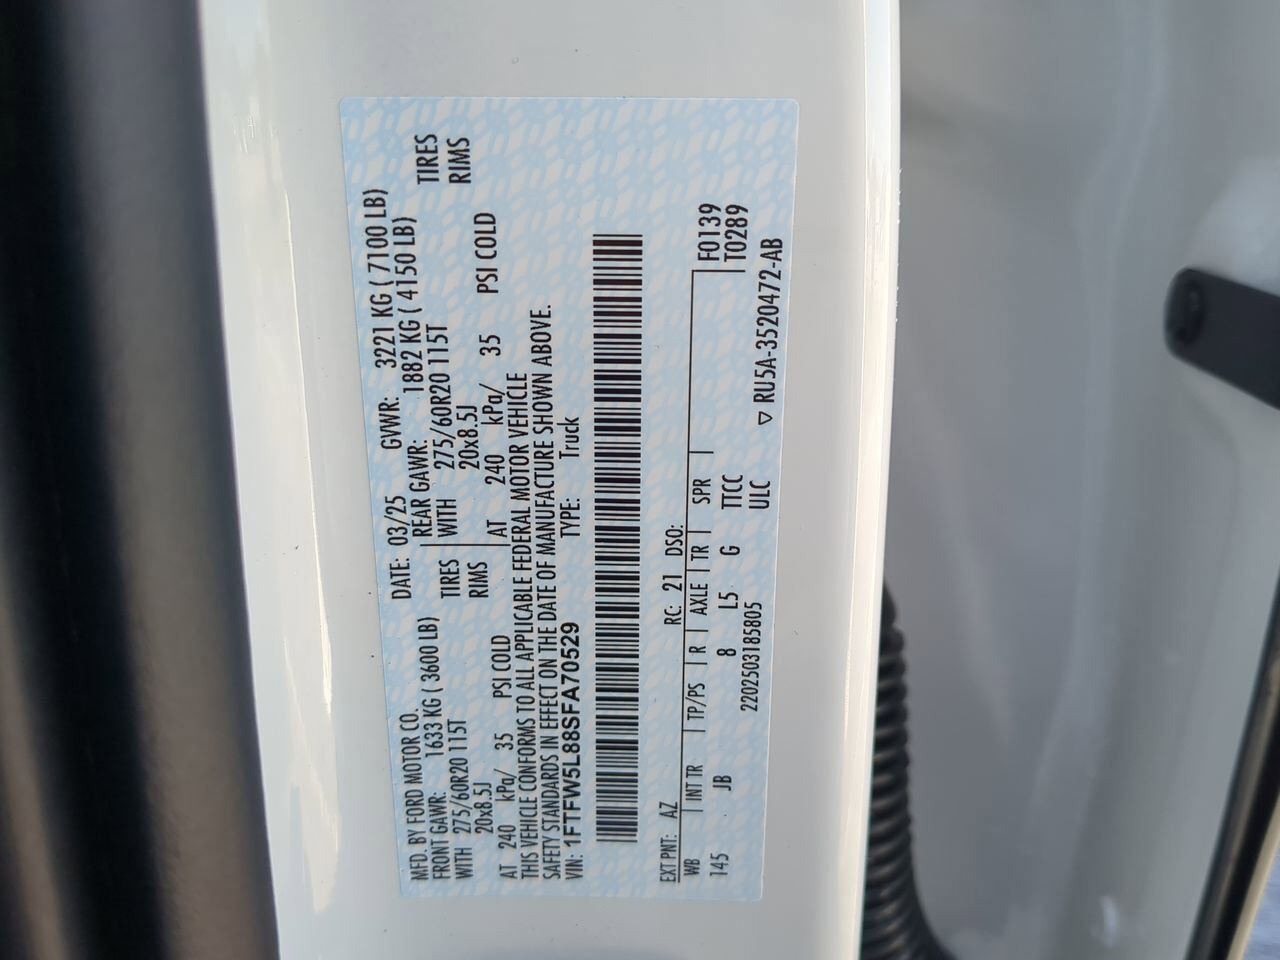 MFD. BY FORD MOTOR CO. DATE: 03/25 GVWR: 3221 KG ( 7100 LB)
FRONT GAWR: 1633 KG ( 3600 LB) REAR GAWR: 1882 KG ( 4150 LB)
WITH 275/60R20 115T TIRES WITH 275/60R20 115T TIRES
20x8.5J RIMS 20x8.5J RIMS
AT 240 kPa/ 35 PSI COLD AT 240 kPa/ 35 PSI COLD
THIS VEHICLE CONFORMS TO ALL APPLICABLE FEDERAL MOTOR VEHICLE
SAFETY STANDARDS IN EFFECT ON THE DATE OF MANUFACTURE SHOWN ABOVE.
VIN: 1FTFW5L88SFA70529 TYPE: Truck
EXT PNT: AZ RC: 21 DSO: F0139
WB INT TR TP/PS R AXLE TR SPR T0289
145 JB 8 L5 G TTCC
2202503185805 ULC
▽ RU5A-3520472-AB